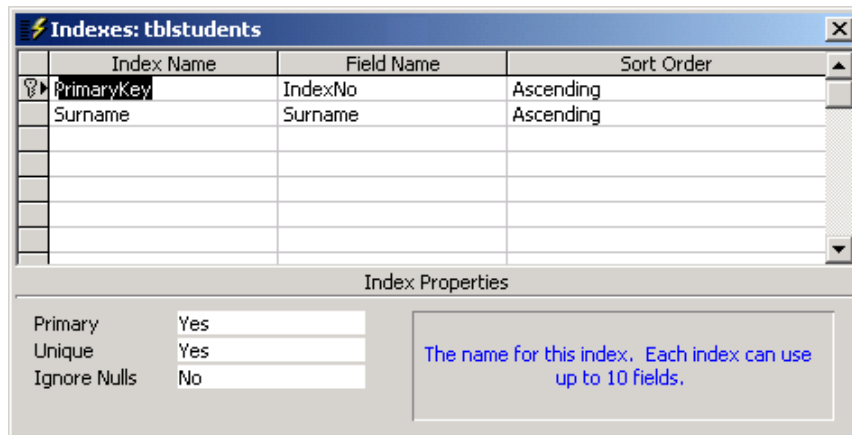 Indexes: tblstudents
Index Name Field Name Sort Order
PrimaryKey IndexNo Ascending
Surname Surname Ascending
Index Properties
Primary Yes
Unique Yes
Ignore Nulls No
The name for this index. Each index can use
up to 10 fields.